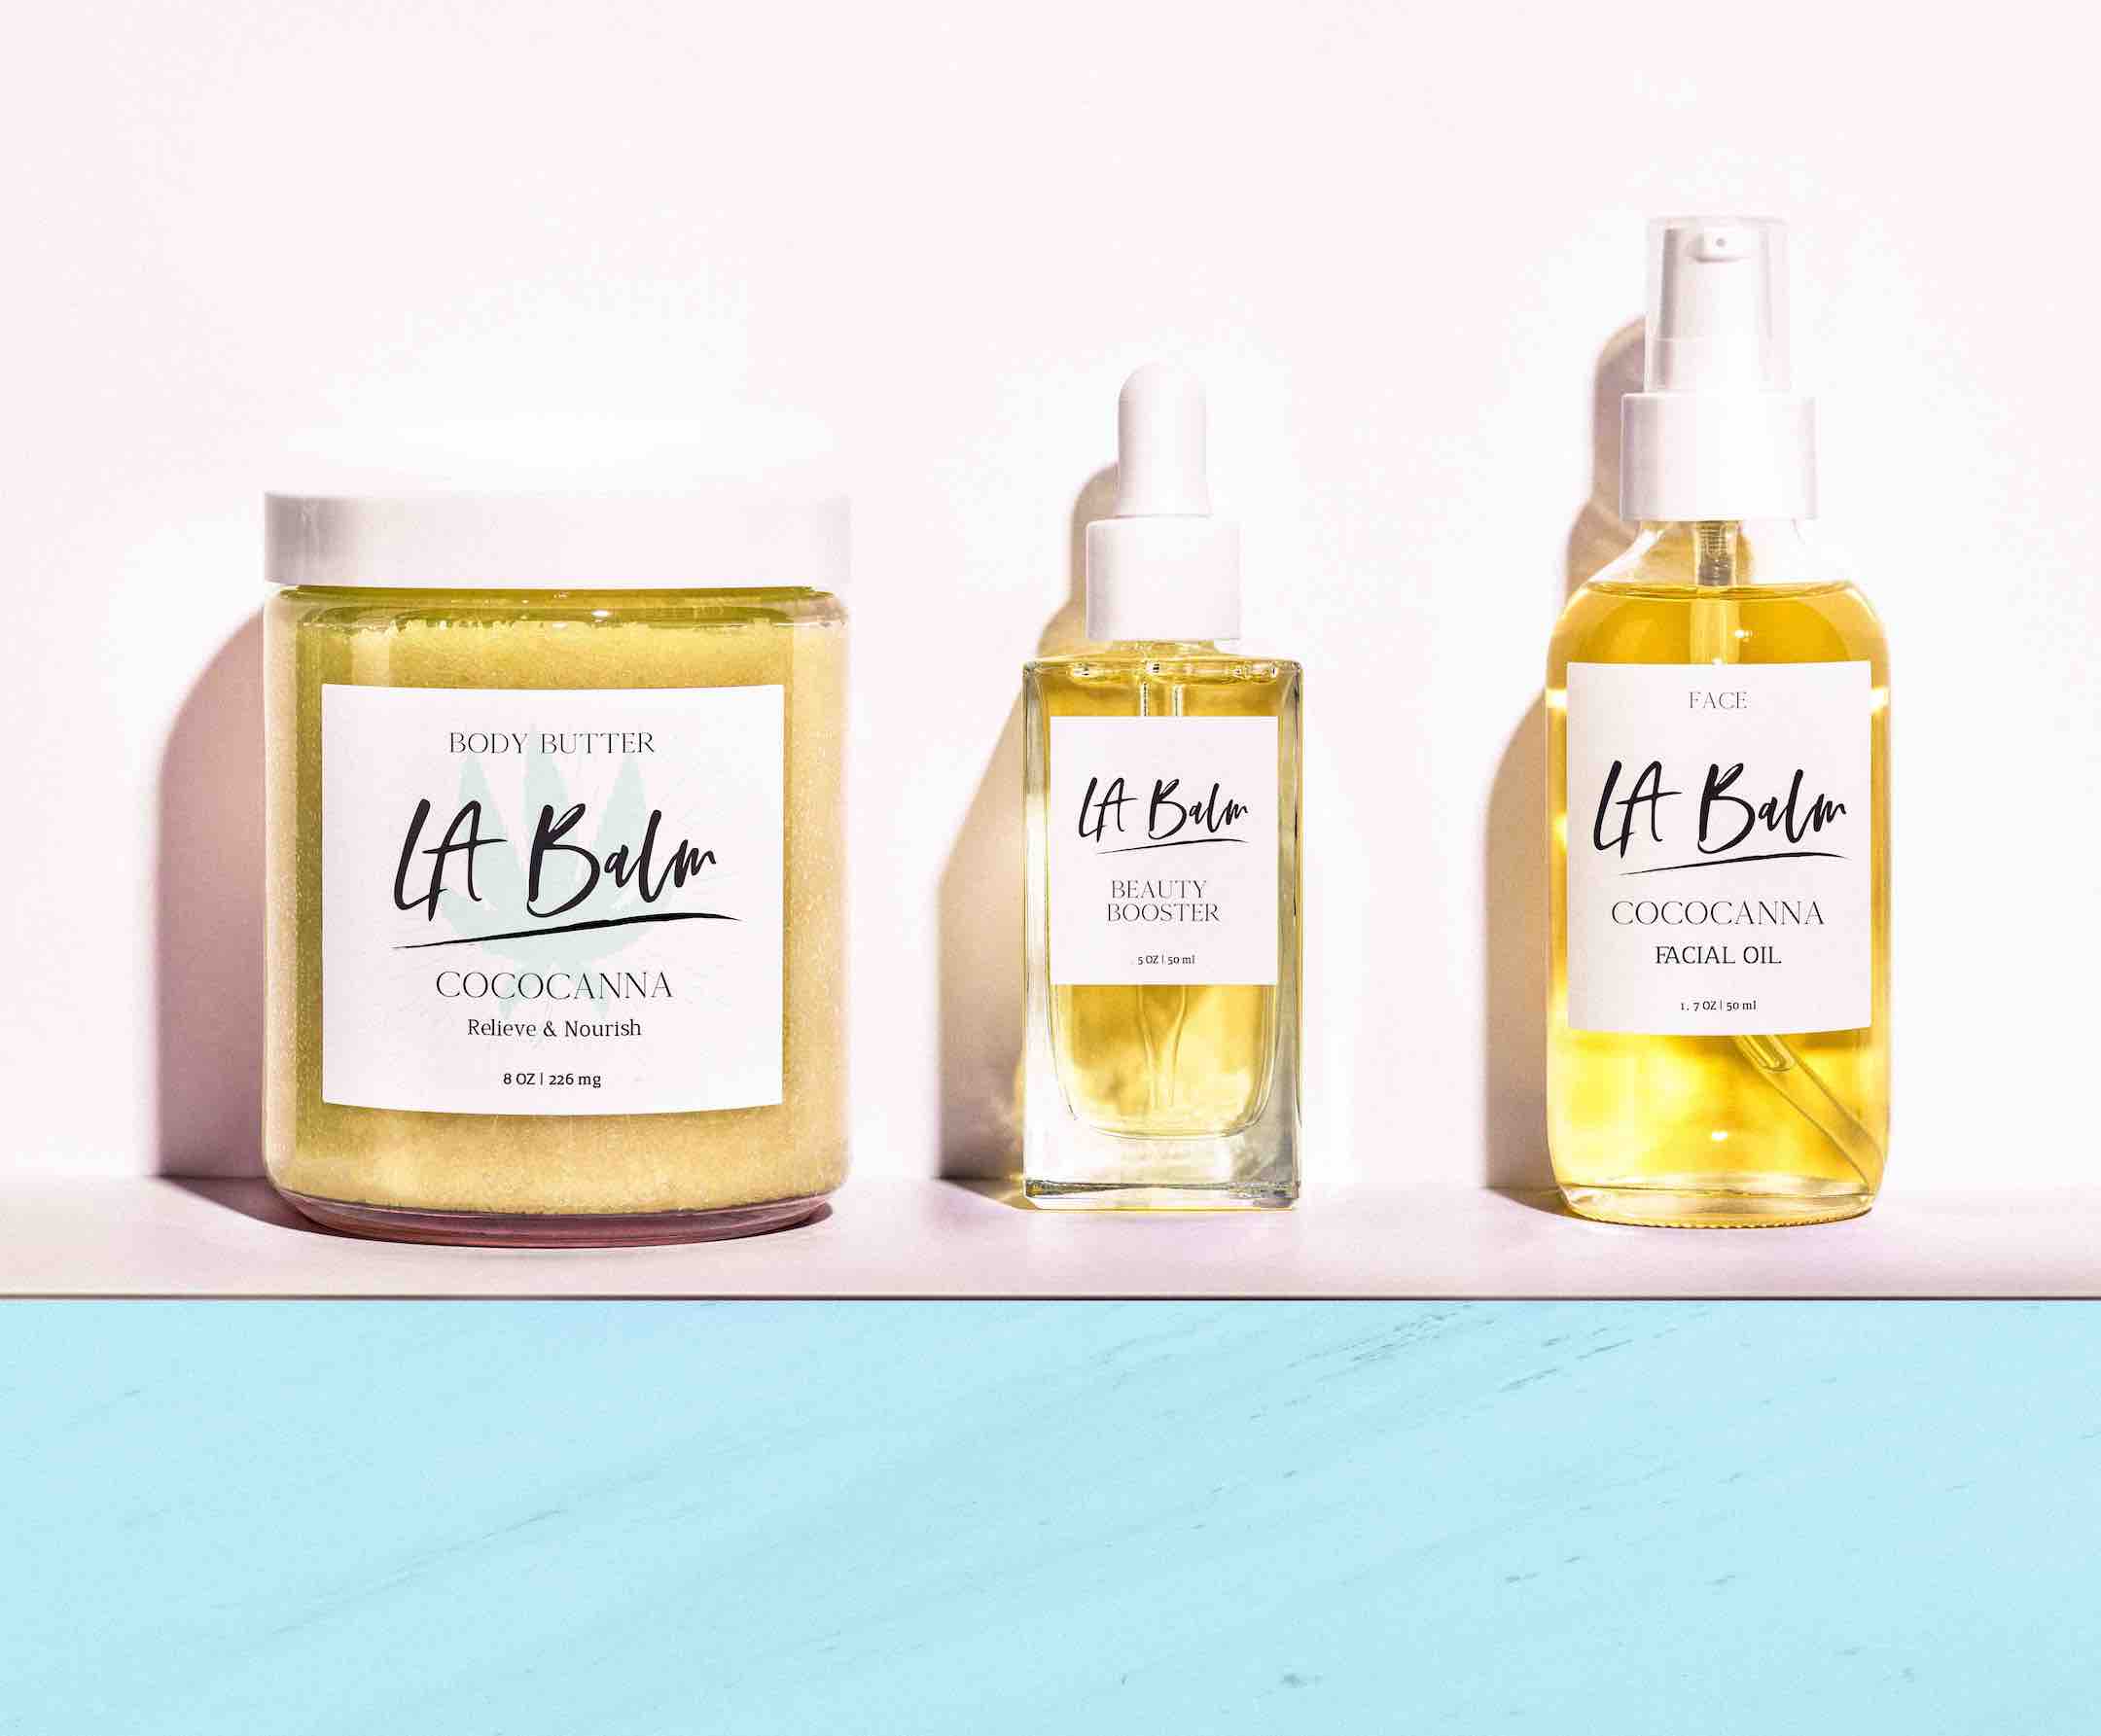 BODY BUTTER
LA Balm
COCOCANNA
Relieve & Nourish
8 OZ | 226 mg
LA Balm
BEAUTY
BOOSTER
.5 OZ | 50 ml
FACE
LA Balm
COCOCANNA
FACIAL OIL
1.7 OZ | 50 ml